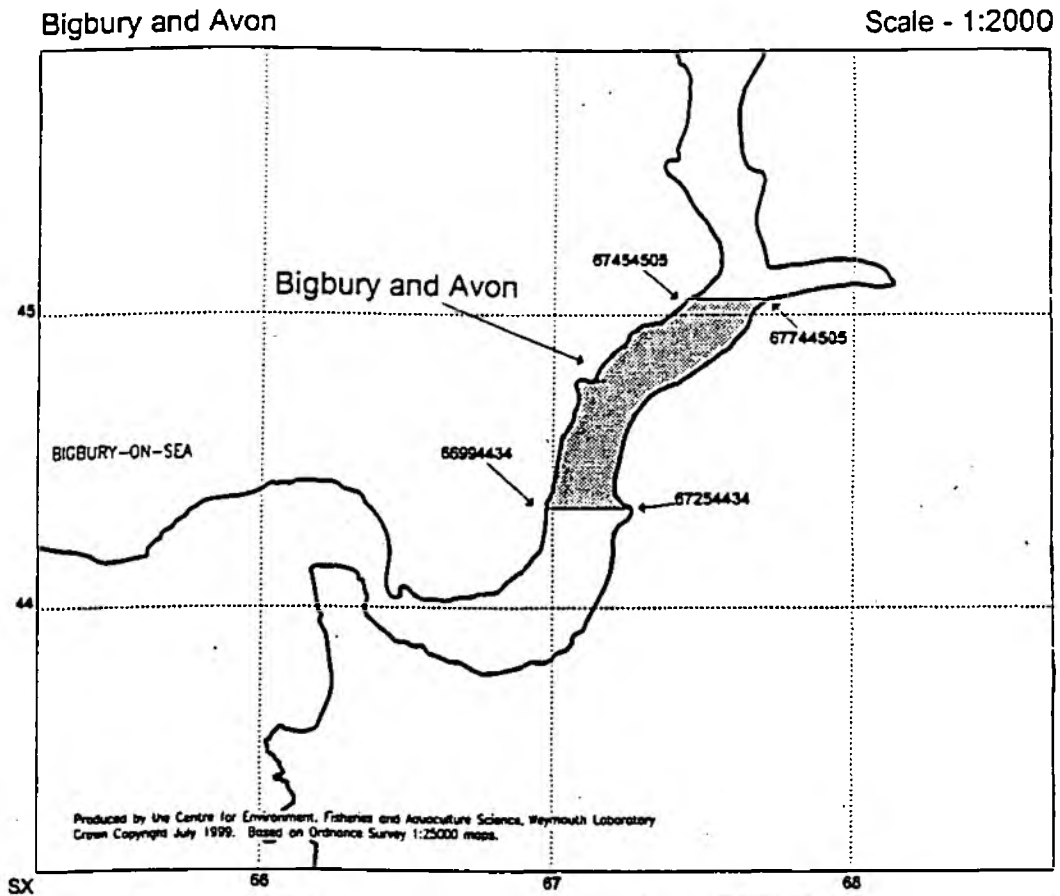 Bigbury and Avon
Scale - 1:2000
67454505
Bigbury and Avon
45
67744505
BIGBURY-ON-SEA
66994434
67254434
44
Produced by the Centre for Environment, Fisheries and Aquaculture Science, Weymouth Laboratory
Crown Copyright July 1999. Based on Ordnance Survey 1:25000 maps.
SX
66
67
68